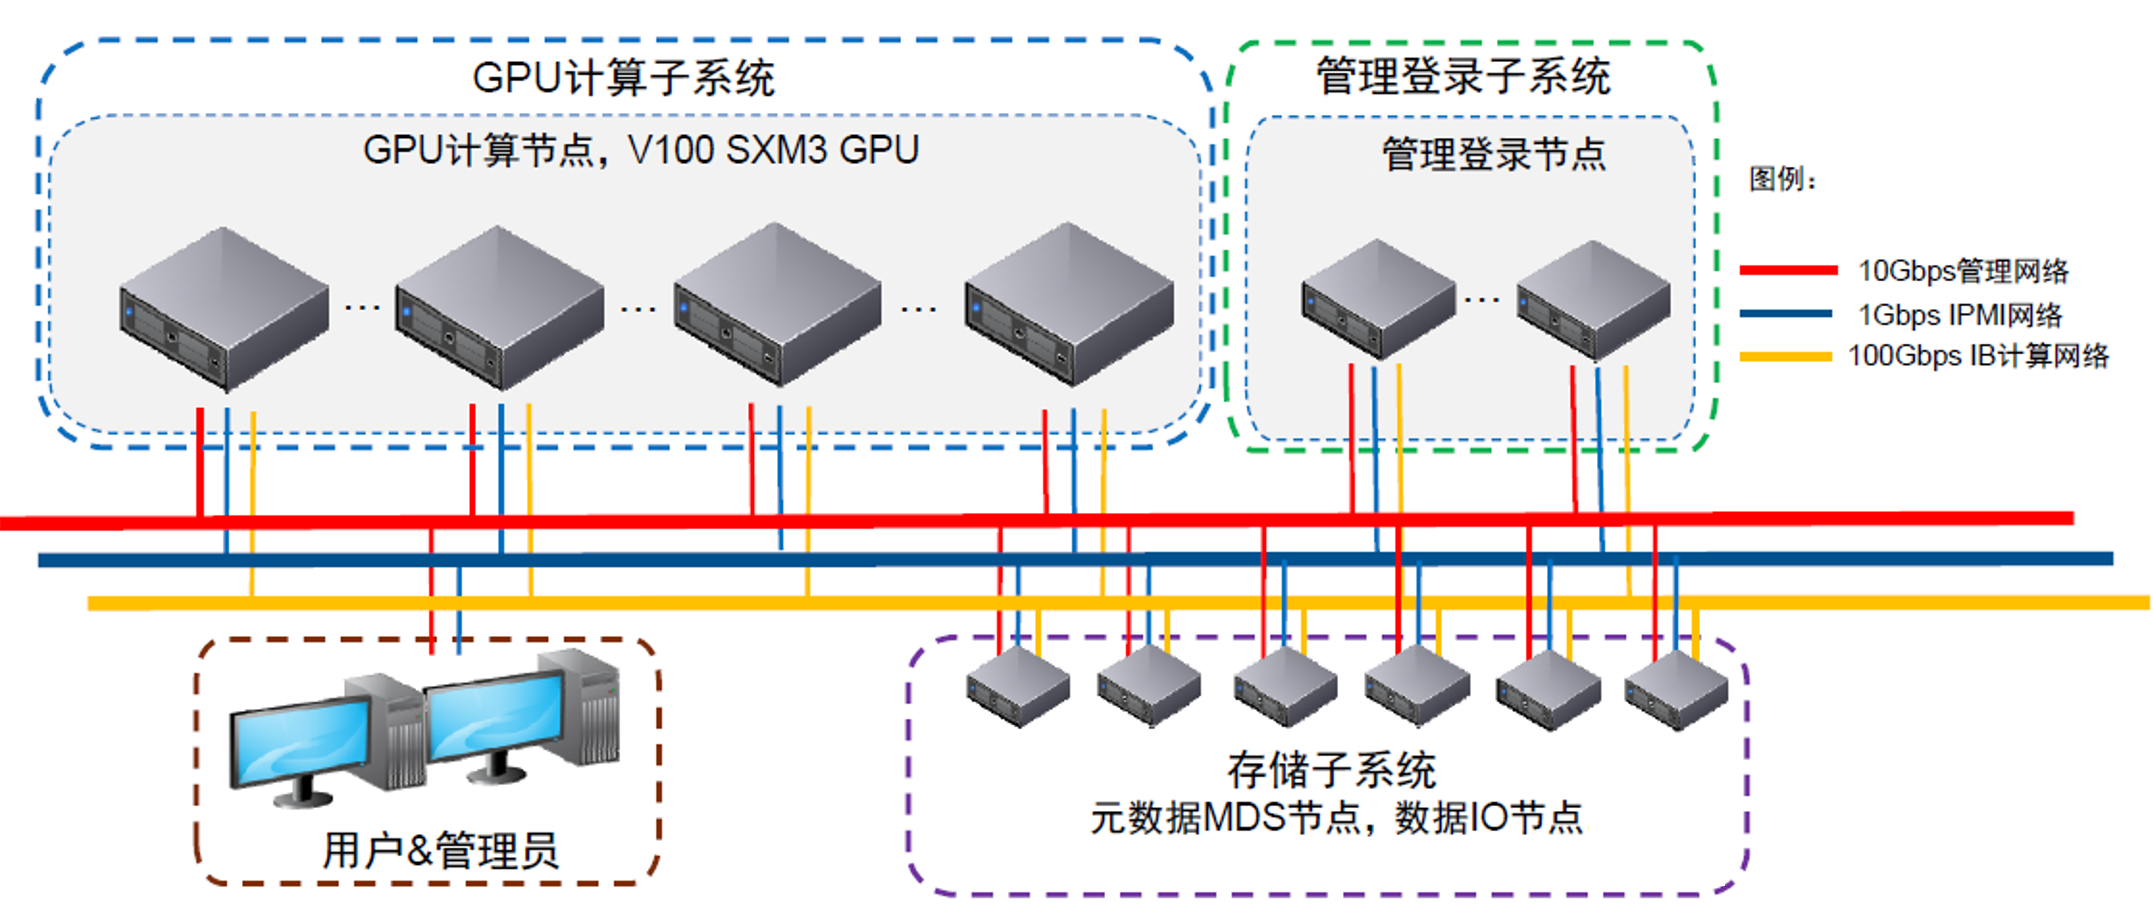 GPU计算子系统
GPU计算节点，V100 SXM3 GPU
... ... ...
管理登录子系统
管理登录节点
...
图例：
10Gbps管理网络
1Gbps IPMI网络
100Gbps IB计算网络
用户&管理员
存储子系统
元数据MDS节点，数据IO节点